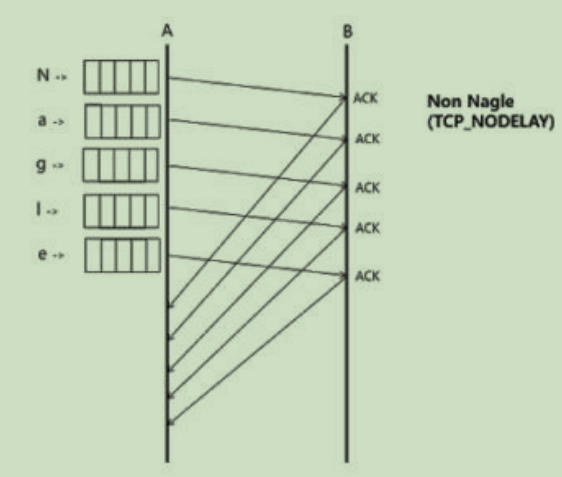 A
B
N ->
ACK
Non Nagle
(TCP_NODELAY)
a ->
ACK
g ->
ACK
l ->
ACK
e ->
ACK